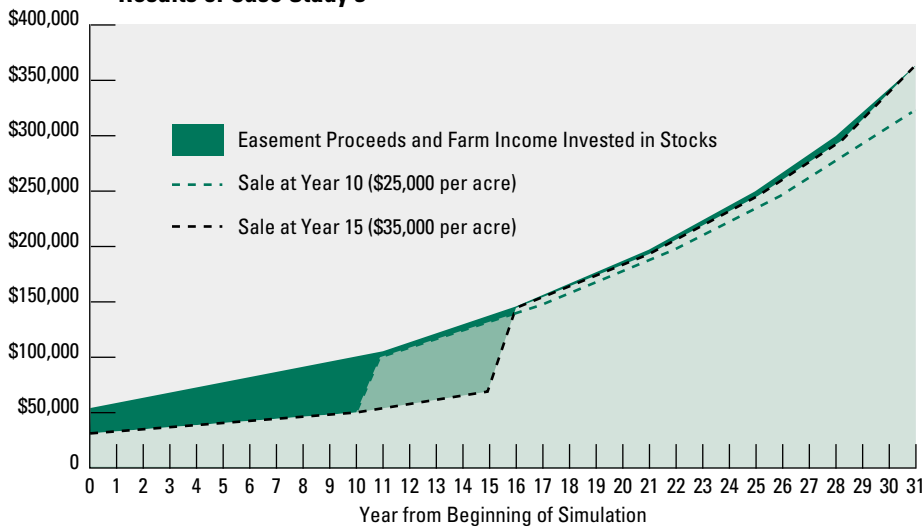 $400,000
$350,000
$300,000
$250,000
$200,000
$150,000
$100,000
$50,000
0
Easement Proceeds and Farm Income Invested in Stocks
Sale at Year 10 ($25,000 per acre)
Sale at Year 15 ($35,000 per acre)
0 1 2 3 4 5 6 7 8 9 10 11 12 13 14 15 16 17 18 19 20 21 22 23 24 25 26 27 28 29 30 31
Year from Beginning of Simulation